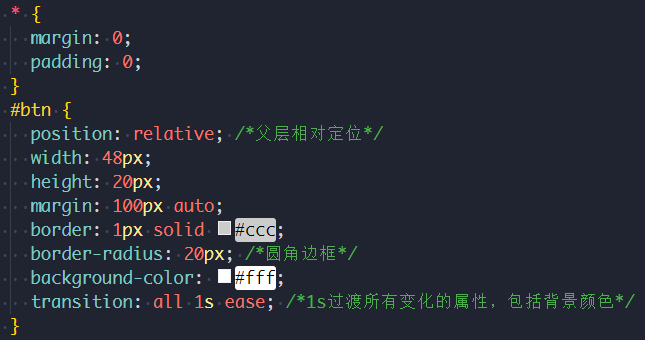 * {
margin: 0;
padding: 0;
}
#btn {
position: relative; /*父层相对定位*/
width: 48px;
height: 20px;
margin: 100px auto;
border: 1px solid #ccc;
border-radius: 20px; /*圆角边框*/
background-color: #fff;
transition: all 1s ease; /*1s过渡所有变化的属性，包括背景颜色*/
}